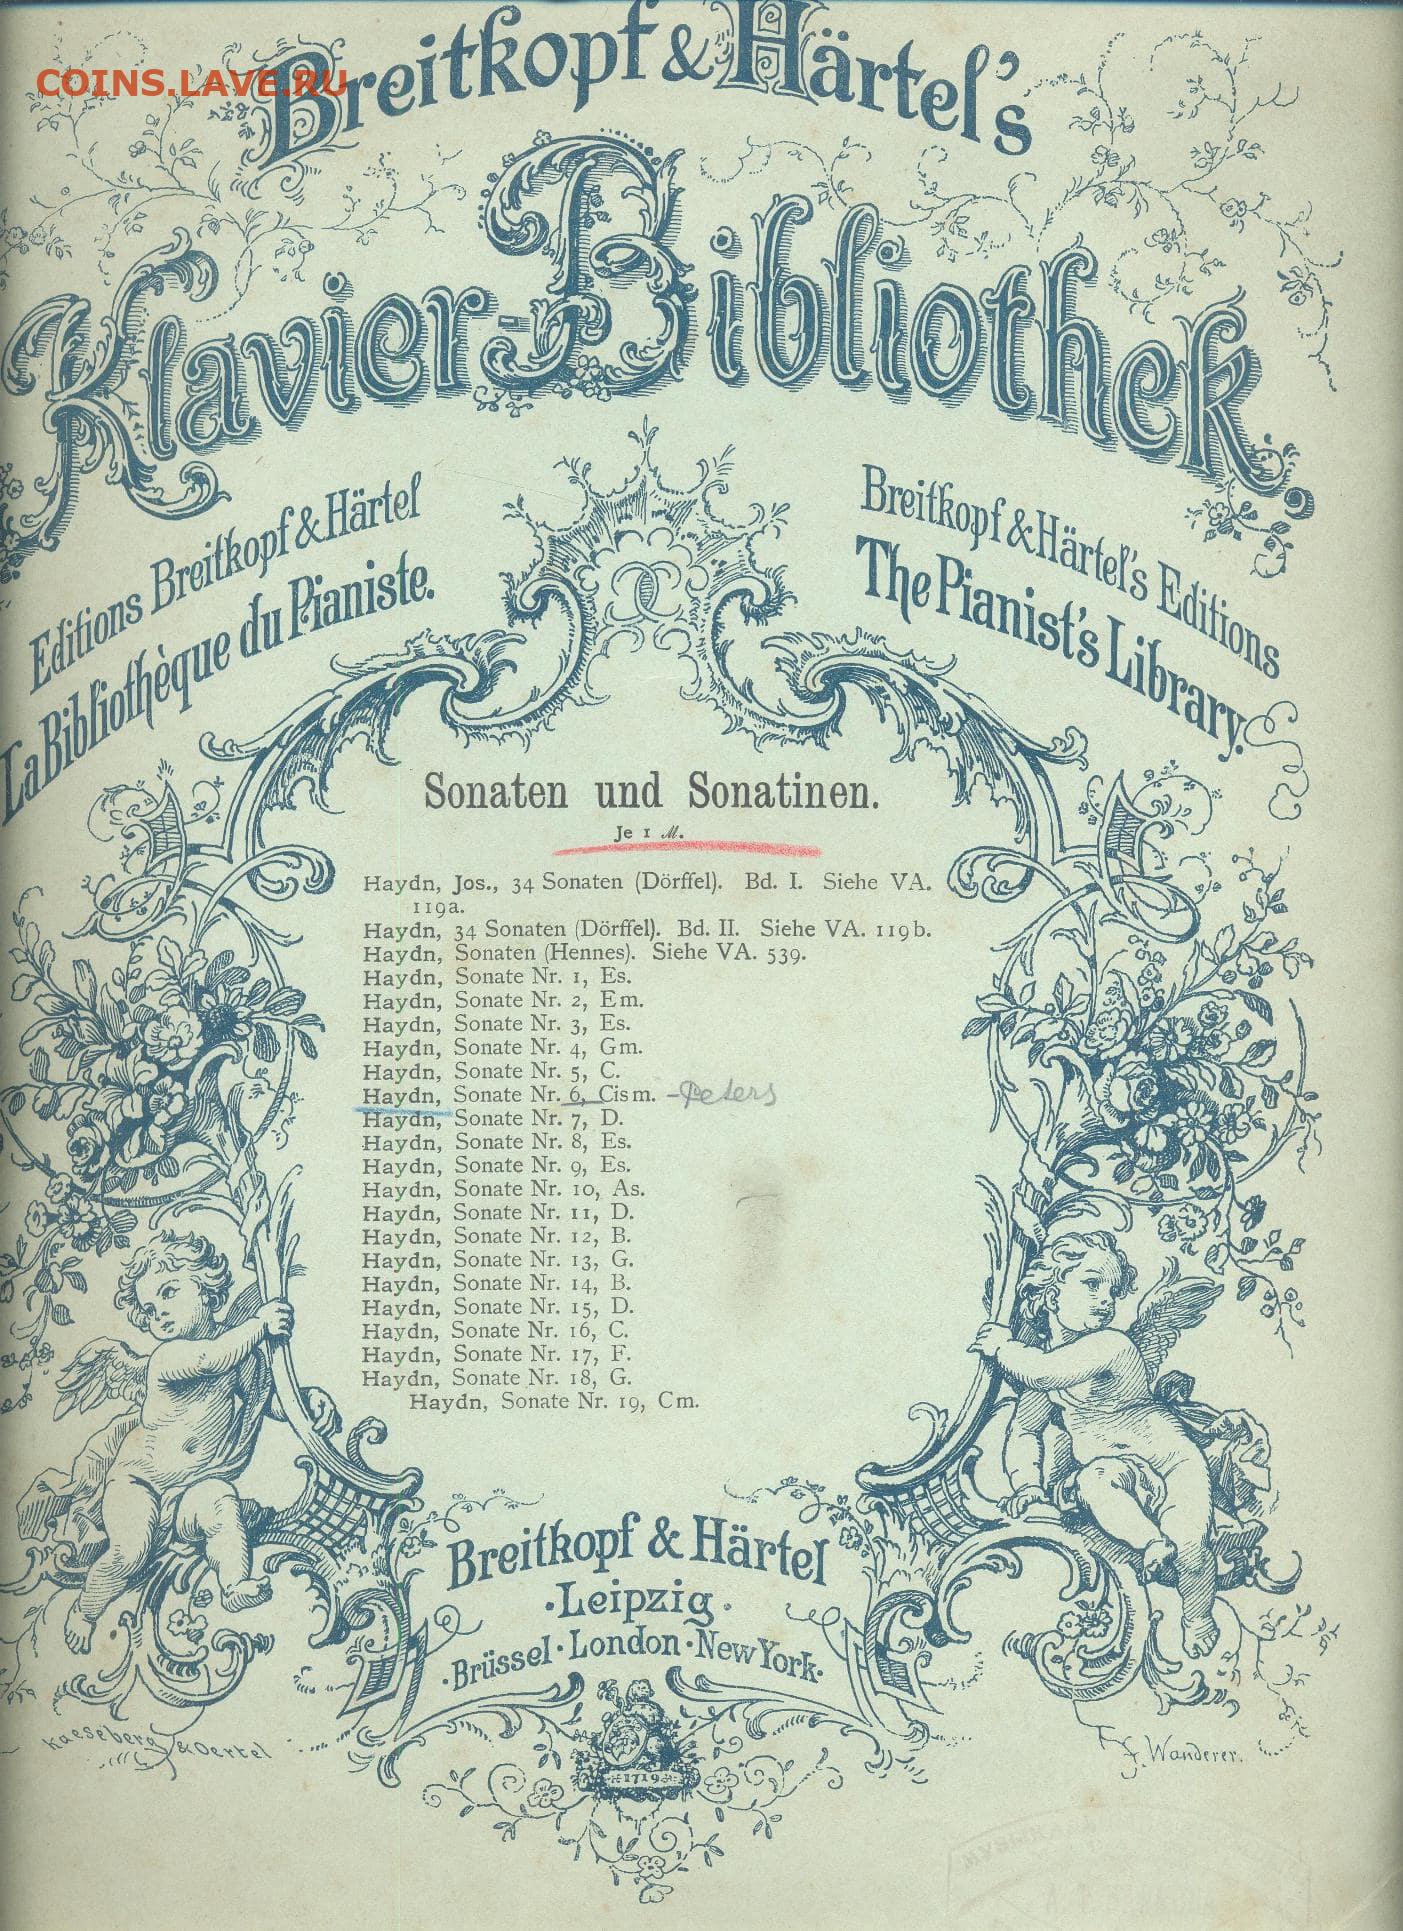 COINS.LAVE.RU
Breitkopf & Härtel's
Klavier-Bibliothek.
Editions Breitkopf & Härtel
La Bibliothèque du Pianiste.
Breitkopf & Härtel's Editions
The Pianist's Library.
Sonaten und Sonatinen.
Je 1 M.
Haydn, Jos., 34 Sonaten (Dörffel). Bd. I. Siehe VA.
119a.
Haydn, 34 Sonaten (Dörffel). Bd. II. Siehe VA. 119b.
Haydn, Sonaten (Hennes). Siehe VA. 539.
Haydn, Sonate Nr. 1, Es.
Haydn, Sonate Nr. 2, Em.
Haydn, Sonate Nr. 3, Es.
Haydn, Sonate Nr. 4, Gm.
Haydn, Sonate Nr. 5, C.
Haydn, Sonate Nr. 6, Cism. - Peters
Haydn, Sonate Nr. 7, D.
Haydn, Sonate Nr. 8, Es.
Haydn, Sonate Nr. 9, Es.
Haydn, Sonate Nr. 10, As.
Haydn, Sonate Nr. 11, D.
Haydn, Sonate Nr. 12, B.
Haydn, Sonate Nr. 13, G.
Haydn, Sonate Nr. 14, B.
Haydn, Sonate Nr. 15, D.
Haydn, Sonate Nr. 16, C.
Haydn, Sonate Nr. 17, F.
Haydn, Sonate Nr. 18, G.
Haydn, Sonate Nr. 19, Cm.
Breitkopf & Härtel
·Leipzig·
·Brüssel·London·New York·
Kaeseberg & Oertel
F. Wanderer.
1719